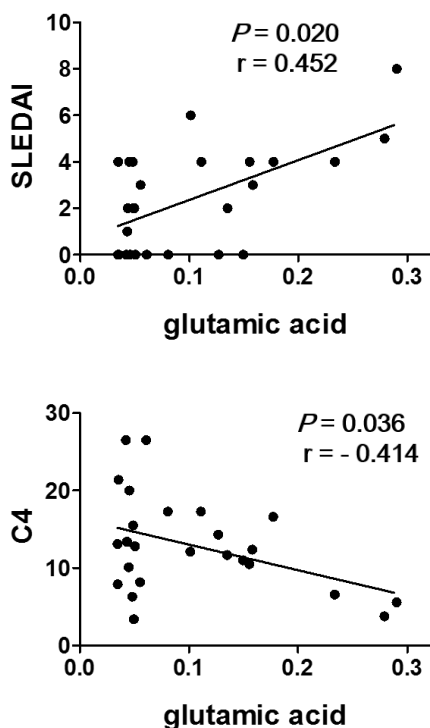 P = 0.020
r = 0.452
SLEDAI
10
8
6
4
2
0
0.0 0.1 0.2 0.3
glutamic acid
P = 0.036
r = - 0.414
C4
30
20
10
0
0.0 0.1 0.2 0.3
glutamic acid